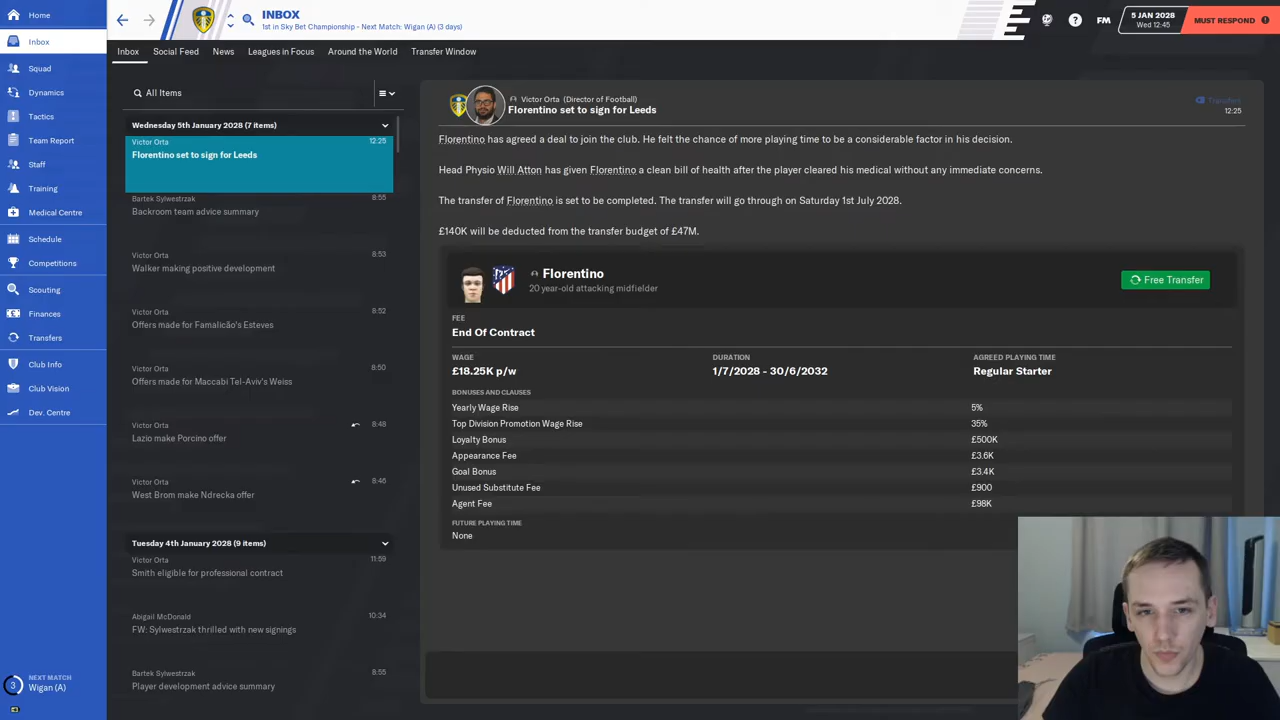 Home
Inbox
Squad
Dynamics
Tactics
Team Report
Staff
Training
Medical Centre
Schedule
Competitions
Scouting
Finances
Transfers
Club Info
Club Vision
Dev. Centre
NEXT MATCH
3
Wigan (A)
INBOX
1st in Sky Bet Championship - Next Match: Wigan (A) (3 days)
?
FM
5 JAN 2028
Wed 12:45
MUST RESPOND
Inbox
Social Feed
News
Leagues in Focus
Around the World
Transfer Window
All Items
Wednesday 5th January 2028 (7 items)
Victor Orta
12:25
Florentino set to sign for Leeds
Bartek Sylwestrzak
8:55
Backroom team advice summary
Victor Orta
8:53
Walker making positive development
Victor Orta
8:52
Offers made for Famalicão's Esteves
Victor Orta
8:50
Offers made for Maccabi Tel-Aviv's Weiss
Victor Orta
8:48
Lazio make Porcino offer
Victor Orta
8:46
West Brom make Ndrecka offer
Tuesday 4th January 2028 (9 items)
Victor Orta
11:59
Smith eligible for professional contract
Abigail McDonald
10:34
FW: Sylwestrzak thrilled with new signings
Bartek Sylwestrzak
8:55
Player development advice summary
Victor Orta (Director of Football)
Florentino set to sign for Leeds
Transfers
12:25
Florentino has agreed a deal to join the club. He felt the chance of more playing time to be a considerable factor in his decision.
Head Physio Will Atton has given Florentino a clean bill of health after the player cleared his medical without any immediate concerns.
The transfer of Florentino is set to be completed. The transfer will go through on Saturday 1st July 2028.
£140K will be deducted from the transfer budget of £47M.
Florentino
20 year-old attacking midfielder
Free Transfer
FEE
End Of Contract
WAGE
DURATION
AGREED PLAYING TIME
£18.25K p/w
1/7/2028 - 30/6/2032
Regular Starter
BONUSES AND CLAUSES
Yearly Wage Rise
5%
Top Division Promotion Wage Rise
35%
Loyalty Bonus
£500K
Appearance Fee
£3.6K
Goal Bonus
£3.4K
Unused Substitute Fee
£900
Agent Fee
£98K
FUTURE PLAYING TIME
None